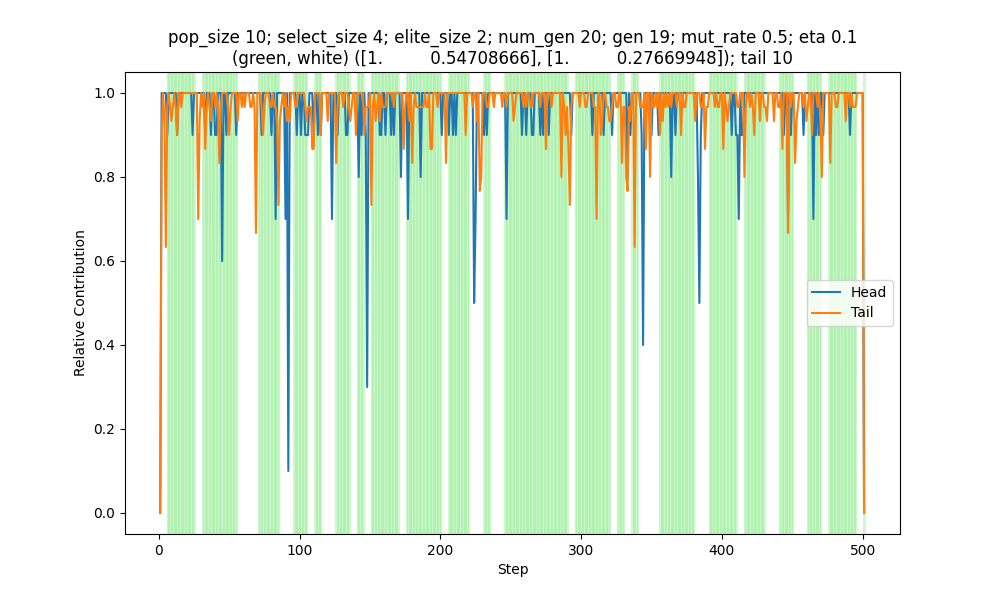 pop_size 10; select_size 4; elite_size 2; num_gen 20; gen 19; mut_rate 0.5; eta 0.1
(green, white) ([1.          0.54708666], [1.          0.27669948]); tail 10
1.0
0.8
0.6
0.4
0.2
0.0
Relative Contribution
Head
Tail
0
100
200
300
400
500
Step